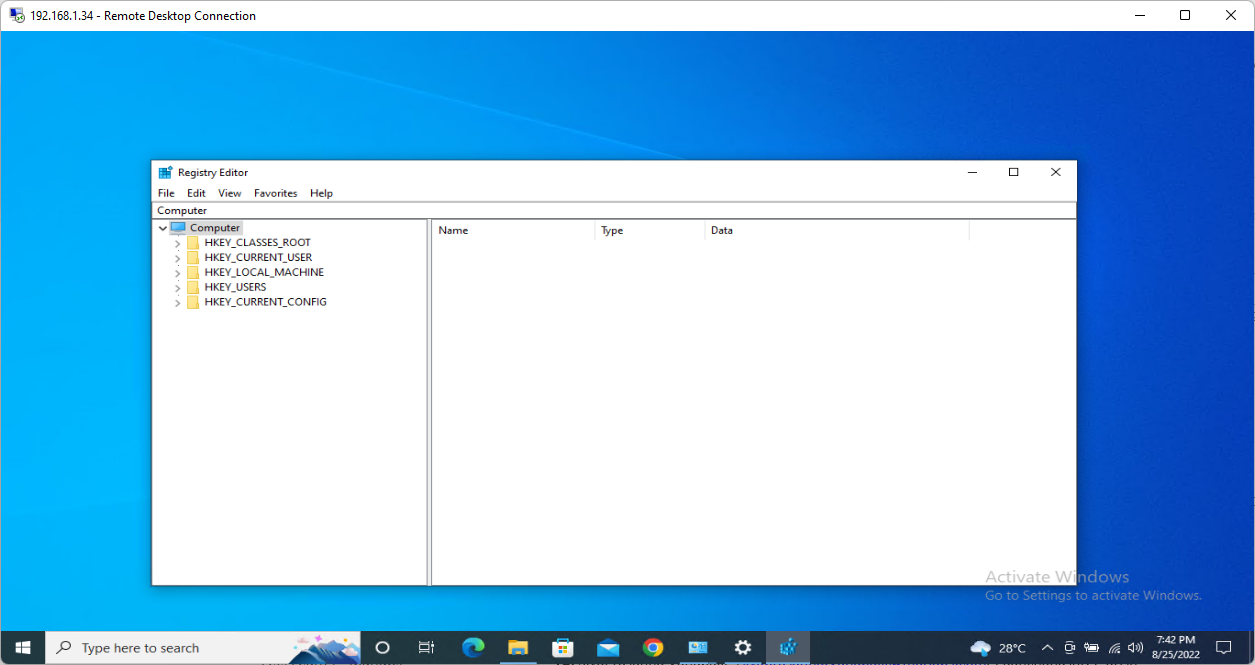 192.168.1.34 - Remote Desktop Connection
Registry Editor
File Edit View Favorites Help
Computer
Computer
HKEY_CLASSES_ROOT
HKEY_CURRENT_USER
HKEY_LOCAL_MACHINE
HKEY_USERS
HKEY_CURRENT_CONFIG
Name Type Data
Activate Windows
Go to Settings to activate Windows.
Type here to search
28°C
7:42 PM
8/25/2022